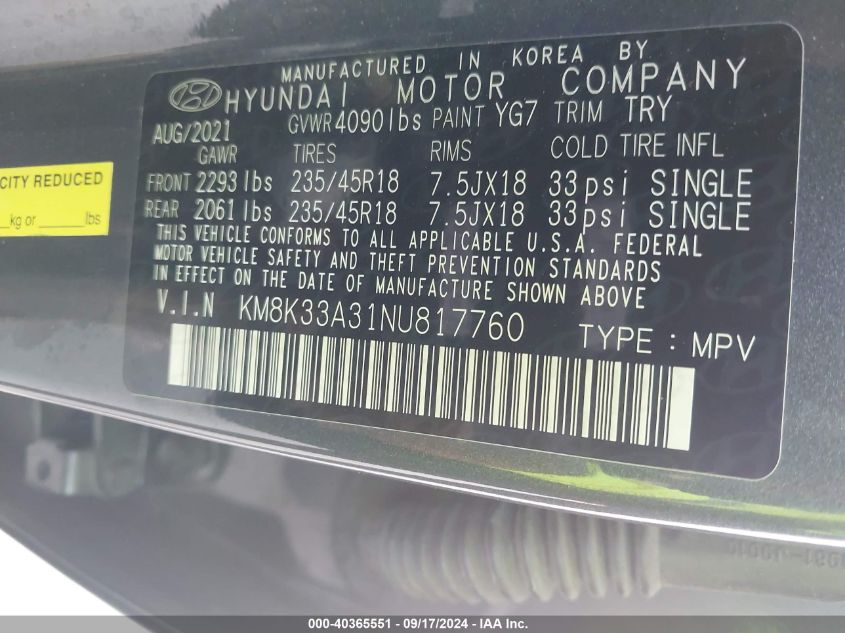 MANUFACTURED IN KOREA BY
HYUNDAI MOTOR COMPANY
AUG/2021 GVWR 4090lbs PAINT YG7 TRIM TRY
GAWR TIRES RIMS COLD TIRE INFL
FRONT 2293 lbs 235/45R18 7.5JX18 33psi SINGLE
REAR 2061 lbs 235/45R18 7.5JX18 33psi SINGLE
THIS VEHICLE CONFORMS TO ALL APPLICABLE U.S.A. FEDERAL
MOTOR VEHICLE SAFETY AND THEFT PREVENTION STANDARDS
IN EFFECT ON THE DATE OF MANUFACTURE SHOWN ABOVE
V.I.N KM8K33A31NU817760
TYPE : MPV
CITY REDUCED
kg or ______lbs
000-40365551 - 09/17/2024 - IAA Inc.